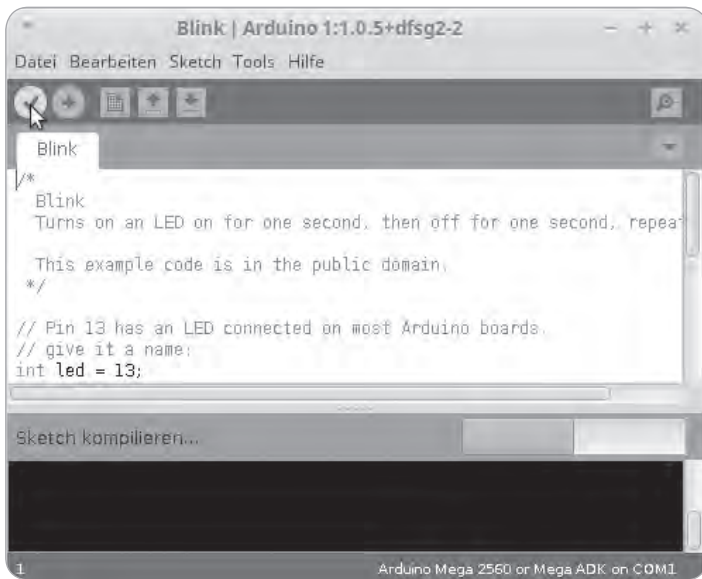 Blink | Arduino 1:1.0.5+dfsg2-2
Datei Bearbeiten Sketch Tools Hilfe
Blink
/*
Blink
Turns on an LED on for one second, then off for one second, repeat
This example code is in the public domain.
*/
// Pin 13 has an LED connected on most Arduino boards.
// give it a name:
int led = 13;
Sketch kompilieren...
1
Arduino Mega 2560 or Mega ADK on COM1